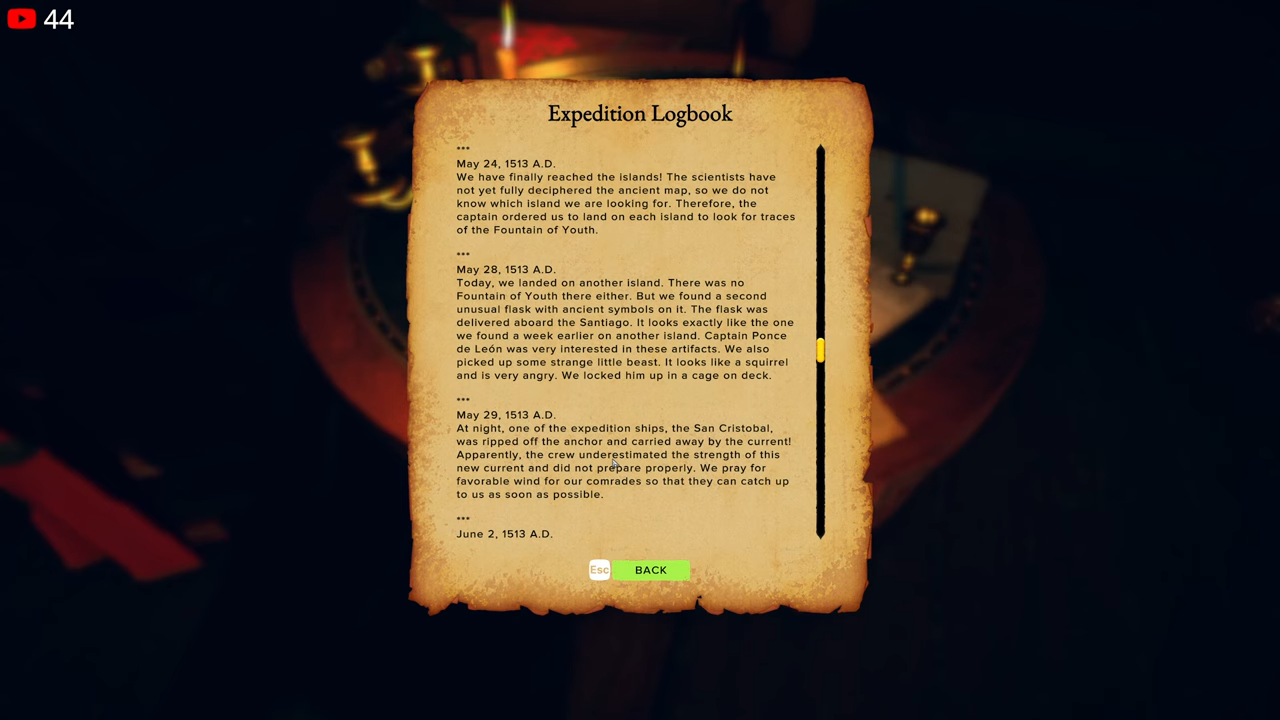 44
Expedition Logbook
***
May 24, 1513 A.D.
We have finally reached the islands! The scientists have
not yet fully deciphered the ancient map, so we do not
know which island we are looking for. Therefore, the
captain ordered us to land on each island to look for traces
of the Fountain of Youth.
***
May 28, 1513 A.D.
Today, we landed on another island. There was no
Fountain of Youth there either. But we found a second
unusual flask with ancient symbols on it. The flask was
delivered aboard the Santiago. It looks exactly like the one
we found a week earlier on another island. Captain Ponce
de León was very interested in these artifacts. We also
picked up some strange little beast. It looks like a squirrel
and is very angry. We locked him up in a cage on deck.
***
May 29, 1513 A.D.
At night, one of the expedition ships, the San Cristobal,
was ripped off the anchor and carried away by the current!
Apparently, the crew underestimated the strength of this
new current and did not prepare properly. We pray for
favorable wind for our comrades so that they can catch up
to us as soon as possible.
***
June 2, 1513 A.D.
Esc BACK